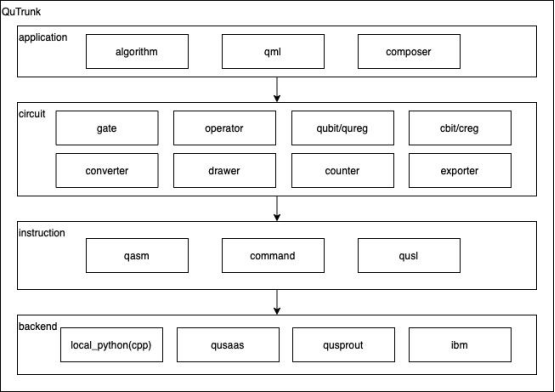 QuTrunk
application
algorithm
qml
composer
circuit
gate
operator
qubit/qureg
cbit/creg
converter
drawer
counter
exporter
instruction
qasm
command
qusl
backend
local_python(cpp)
qusaas
qusprout
ibm